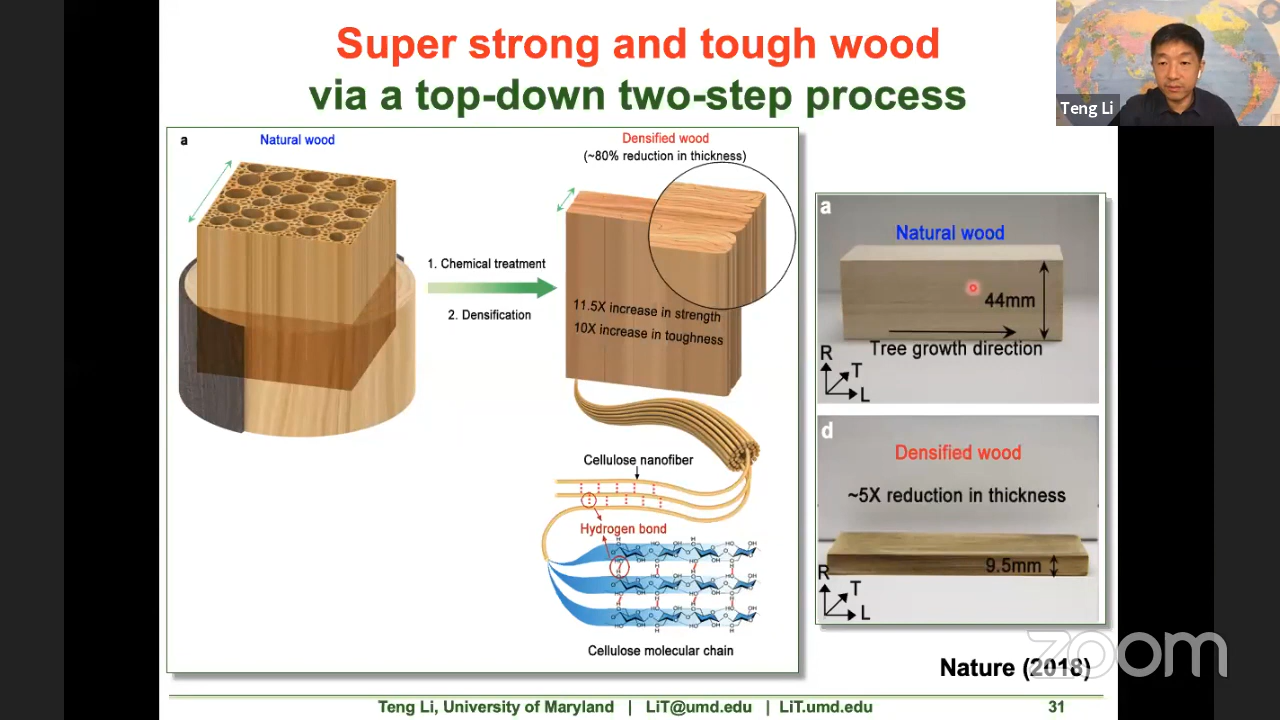 Super strong and tough wood
via a top-down two-step process
Teng Li
a
Natural wood
Densified wood
(~80% reduction in thickness)
1. Chemical treatment
2. Densification
11.5X increase in strength
10X increase in toughness
Cellulose nanofiber
Hydrogen bond
Cellulose molecular chain
a
Natural wood
44mm
Tree growth direction
R
T
L
d
Densified wood
~5X reduction in thickness
9.5mm
R
T
L
Nature (2018)
zoom
Teng Li, University of Maryland | LiT@umd.edu | LiT.umd.edu
31